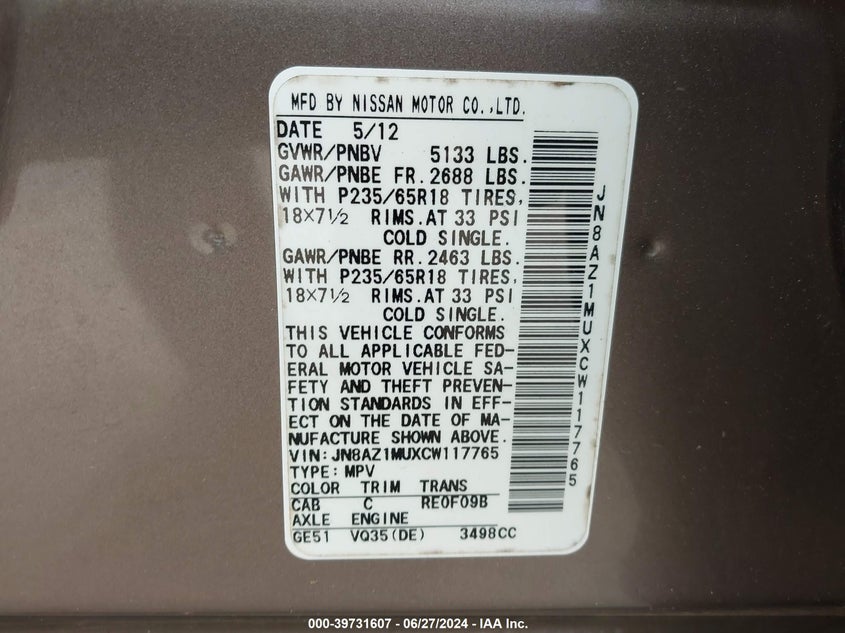 MFD BY NISSAN MOTOR CO.,LTD.
DATE 5/12
GVWR/PNBV 5133 LBS.
GAWR/PNBE FR. 2688 LBS.
WITH P235/65R18 TIRES,
18×7½ RIMS.AT 33 PSI
COLD SINGLE.
GAWR/PNBE RR. 2463 LBS.
WITH P235/65R18 TIRES,
18×7½ RIMS.AT 33 PSI
COLD SINGLE.
THIS VEHICLE CONFORMS
TO ALL APPLICABLE FED-
ERAL MOTOR VEHICLE SA-
FETY AND THEFT PREVEN-
TION STANDARDS IN EFF-
ECT ON THE DATE OF MA-
NUFACTURE SHOWN ABOVE.
VIN: JN8AZ1MUXCW117765
TYPE: MPV
COLOR TRIM TRANS
CAB C RE0F09B
AXLE ENGINE
GE51 VQ35(DE) 3498CC
JN8AZ1MUXCW117765
000-39731607 - 06/27/2024 - IAA Inc.